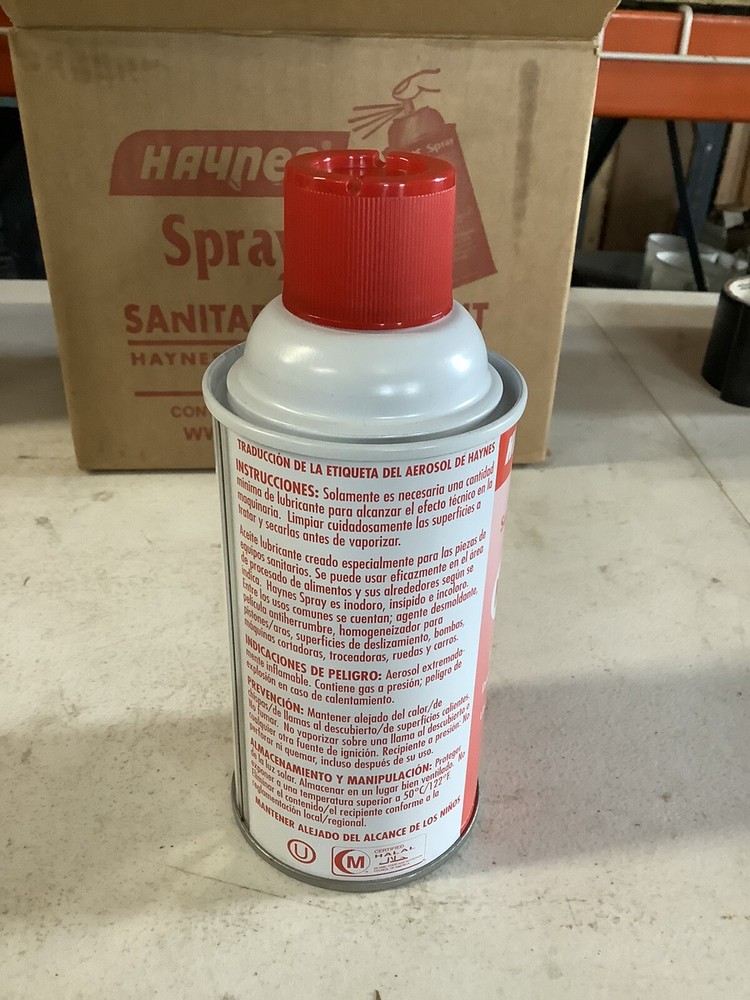 HAYNES
Spray
SANITA
HAYNES
CON
WW
TRADUCCIÓN DE LA ETIQUETA DEL AEROSOL DE HAYNES
INSTRUCCIONES: Solamente es necesaria una cantidad
mínima de lubricante para alcanzar el efecto técnico en la
maquinaria. Limpiar cuidadosamente las superficies a
tratar y secarlas antes de vaporizar.
Aceite lubricante creado especialmente para las piezas de
equipos sanitarios. Se puede usar eficazmente en el área
de procesado de alimentos y sus alrededores según se
indica. Haynes Spray es inodoro, insípido e incoloro.
Entre los usos comunes se cuentan; agente desmoldante,
película antiherrumbre, homogeneizador para
pistones/aros, superficies de deslizamiento, bombas,
máquinas cortadoras, troceadoras, ruedas y carros.
INDICACIONES DE PELIGRO: Aerosol extremada-
mente inflamable. Contiene gas a presión; peligro de
explosión en caso de calentamiento.
PREVENCIÓN: Mantener alejado del calor/de
chispas/de llamas al descubierto/de superficies calientes.
No fumar. No vaporizar sobre una llama al descubierto o
cualquier otra fuente de ignición. Recipiente a presión: No
perforar ni quemar, incluso después de su uso.
ALMACENAMIENTO Y MANIPULACIÓN: Proteger
de la luz solar. Almacenar en un lugar bien ventilado. No
exponer a una temperatura superior a 50°C/122°F.
Eliminar el contenido/el recipiente conforme a la
reglamentación local/regional.
MANTENER ALEJADO DEL ALCANCE DE LOS NIÑOS
U
M
CERTIFIED
HALAL
حلال